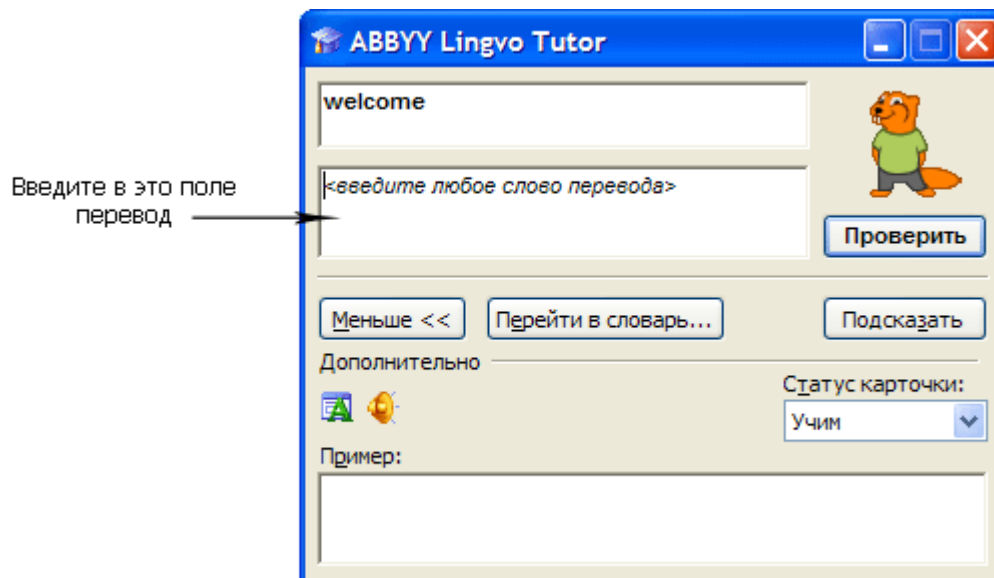 ABBYY Lingvo Tutor
welcome
Введите в это поле
перевод
<введите любое слово перевода>
Проверить
Меньше <<
Перейти в словарь...
Подсказать
Дополнительно
Статус карточки:
Учим
Пример: